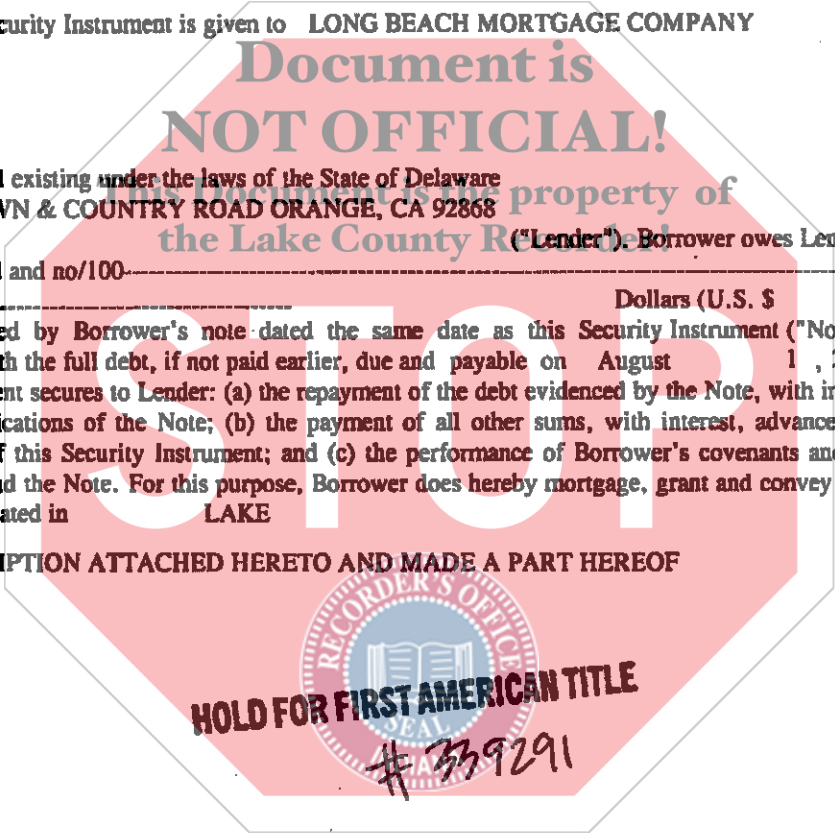 curity Instrument is given to LONG BEACH MORTGAGE COMPANY
Document is
NOT OFFICIAL!
existing under the laws of the State of Delaware
This Document is the property of
VN & COUNTRY ROAD ORANGE, CA 92868
the Lake County Recorder!
("Lender"). Borrower owes Len
and no/100
Dollars (U.S. $
ed by Borrower's note dated the same date as this Security Instrument ("No
th the full debt, if not paid earlier, due and payable on August 1 ,
ent secures to Lender: (a) the repayment of the debt evidenced by the Note, with in
ications of the Note; (b) the payment of all other sums, with interest, advance
f this Security Instrument; and (c) the performance of Borrower's covenants and
d the Note. For this purpose, Borrower does hereby mortgage, grant and convey
ated in LAKE
STOP
IPTION ATTACHED HERETO AND MADE A PART HEREOF
RECORDER'S OFFICE
HOLD FOR FIRST AMERICAN TITLE
SEAL
# 339291